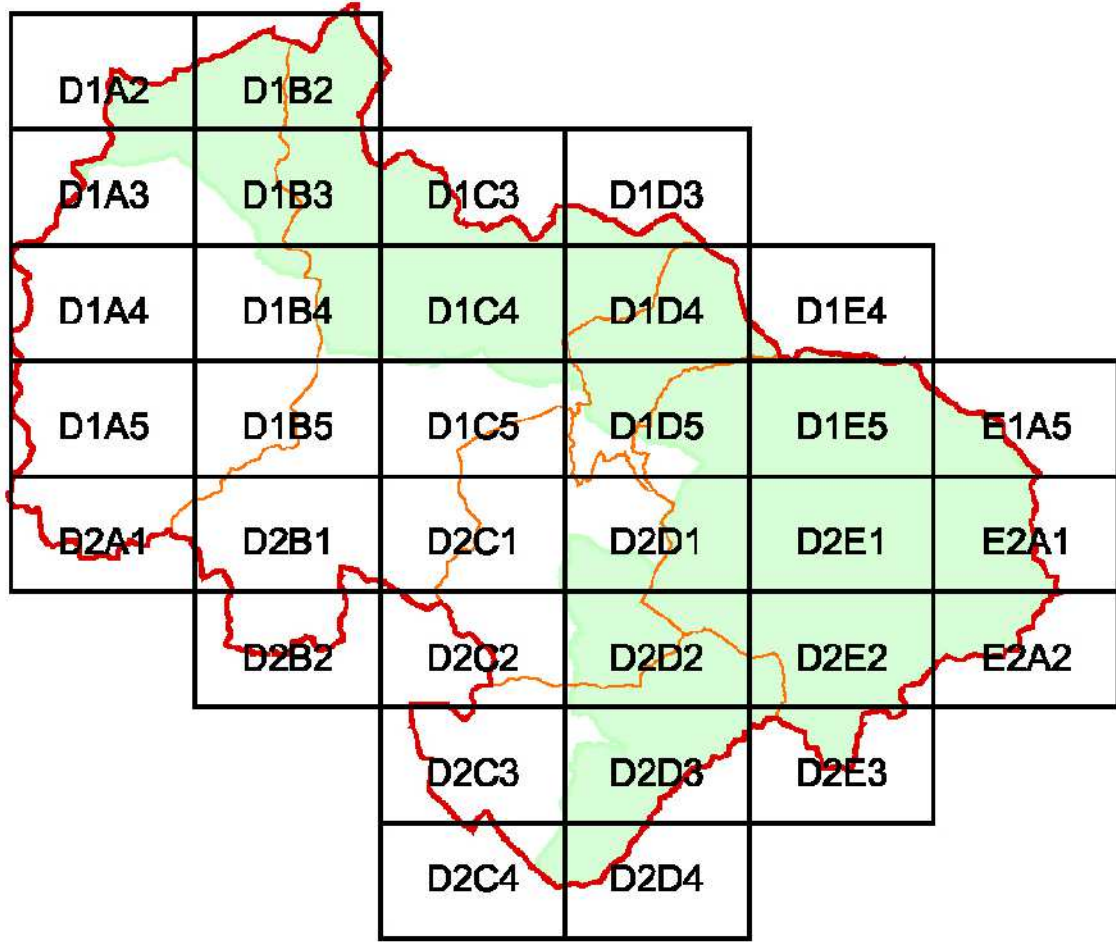 D1A2 D1B2
D1A3 D1B3 D1C3 D1D3
D1A4 D1B4 D1C4 D1D4 D1E4
D1A5 D1B5 D1C5 D1D5 D1E5 E1A5
D2A1 D2B1 D2C1 D2D1 D2E1 E2A1
D2B2 D2C2 D2D2 D2E2 E2A2
D2C3 D2D3 D2E3
D2C4 D2D4